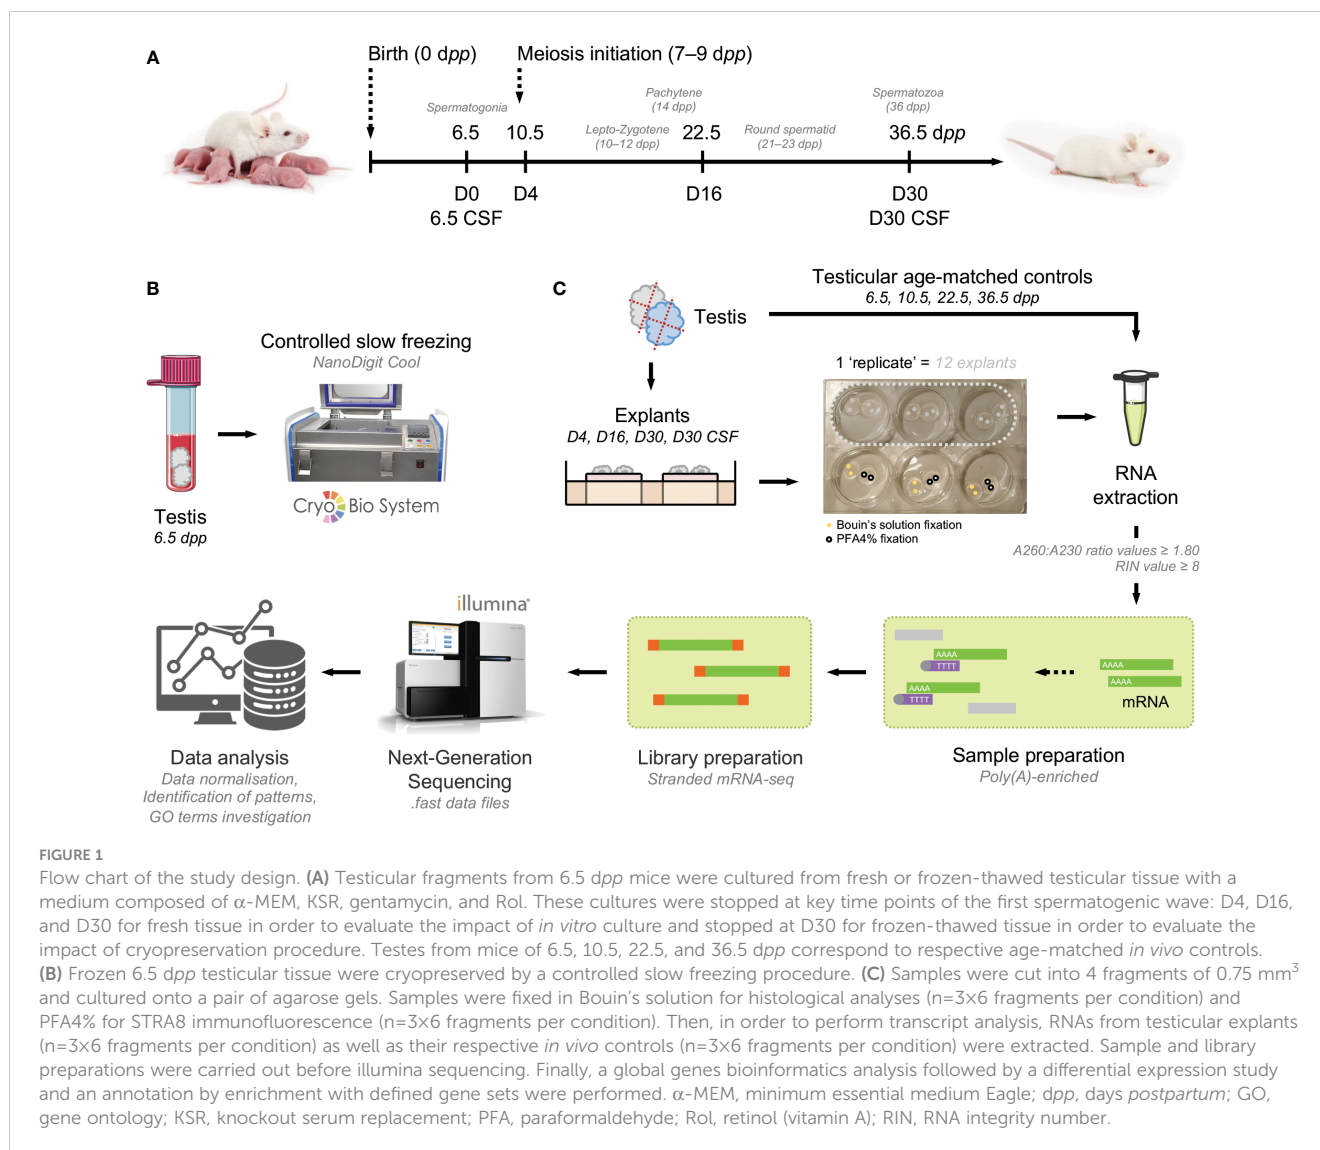 A
Birth (0 dpp)
Meiosis initiation (7–9 dpp)
Spermatogonia
Pachytene
(14 dpp)
Spermatozoa
(36 dpp)
6.5
10.5
Lepto-Zygotene
(10–12 dpp)
22.5
Round spermatid
(21–23 dpp)
36.5 dpp
D0
D4
D16
D30
6.5 CSF
D30 CSF
B
Controlled slow freezing
NanoDigit Cool
Testis
6.5 dpp
Cryo Bio System
C
Testis
Testicular age-matched controls
6.5, 10.5, 22.5, 36.5 dpp
1 ‘replicate’ = 12 explants
Explants
D4, D16, D30, D30 CSF
Bouin’s solution fixation
PFA4% fixation
RNA
extraction
A260:A230 ratio values ≥ 1.80
RIN value ≥ 8
AAAA
TTTT
AAAA
TTTT
AAAA
AAAA
mRNA
Sample preparation
Poly(A)-enriched
Library preparation
Stranded mRNA-seq
illumina®
Next-Generation
Sequencing
.fast data files
Data analysis
Data normalisation,
Identification of patterns,
GO terms investigation
FIGURE 1
Flow chart of the study design. (A) Testicular fragments from 6.5 dpp mice were cultured from fresh or frozen-thawed testicular tissue with a
medium composed of α-MEM, KSR, gentamycin, and Rol. These cultures were stopped at key time points of the first spermatogenic wave: D4, D16,
and D30 for fresh tissue in order to evaluate the impact of in vitro culture and stopped at D30 for frozen-thawed tissue in order to evaluate the
impact of cryopreservation procedure. Testes from mice of 6.5, 10.5, 22.5, and 36.5 dpp correspond to respective age-matched in vivo controls.
(B) Frozen 6.5 dpp testicular tissue were cryopreserved by a controlled slow freezing procedure. (C) Samples were cut into 4 fragments of 0.75 mm³
and cultured onto a pair of agarose gels. Samples were fixed in Bouin’s solution for histological analyses (n=3×6 fragments per condition) and
PFA4% for STRA8 immunofluorescence (n=3×6 fragments per condition). Then, in order to perform transcript analysis, RNAs from testicular explants
(n=3×6 fragments per condition) as well as their respective in vivo controls (n=3×6 fragments per condition) were extracted. Sample and library
preparations were carried out before illumina sequencing. Finally, a global genes bioinformatics analysis followed by a differential expression study
and an annotation by enrichment with defined gene sets were performed. α-MEM, minimum essential medium Eagle; dpp, days postpartum; GO,
gene ontology; KSR, knockout serum replacement; PFA, paraformaldehyde; Rol, retinol (vitamin A); RIN, RNA integrity number.